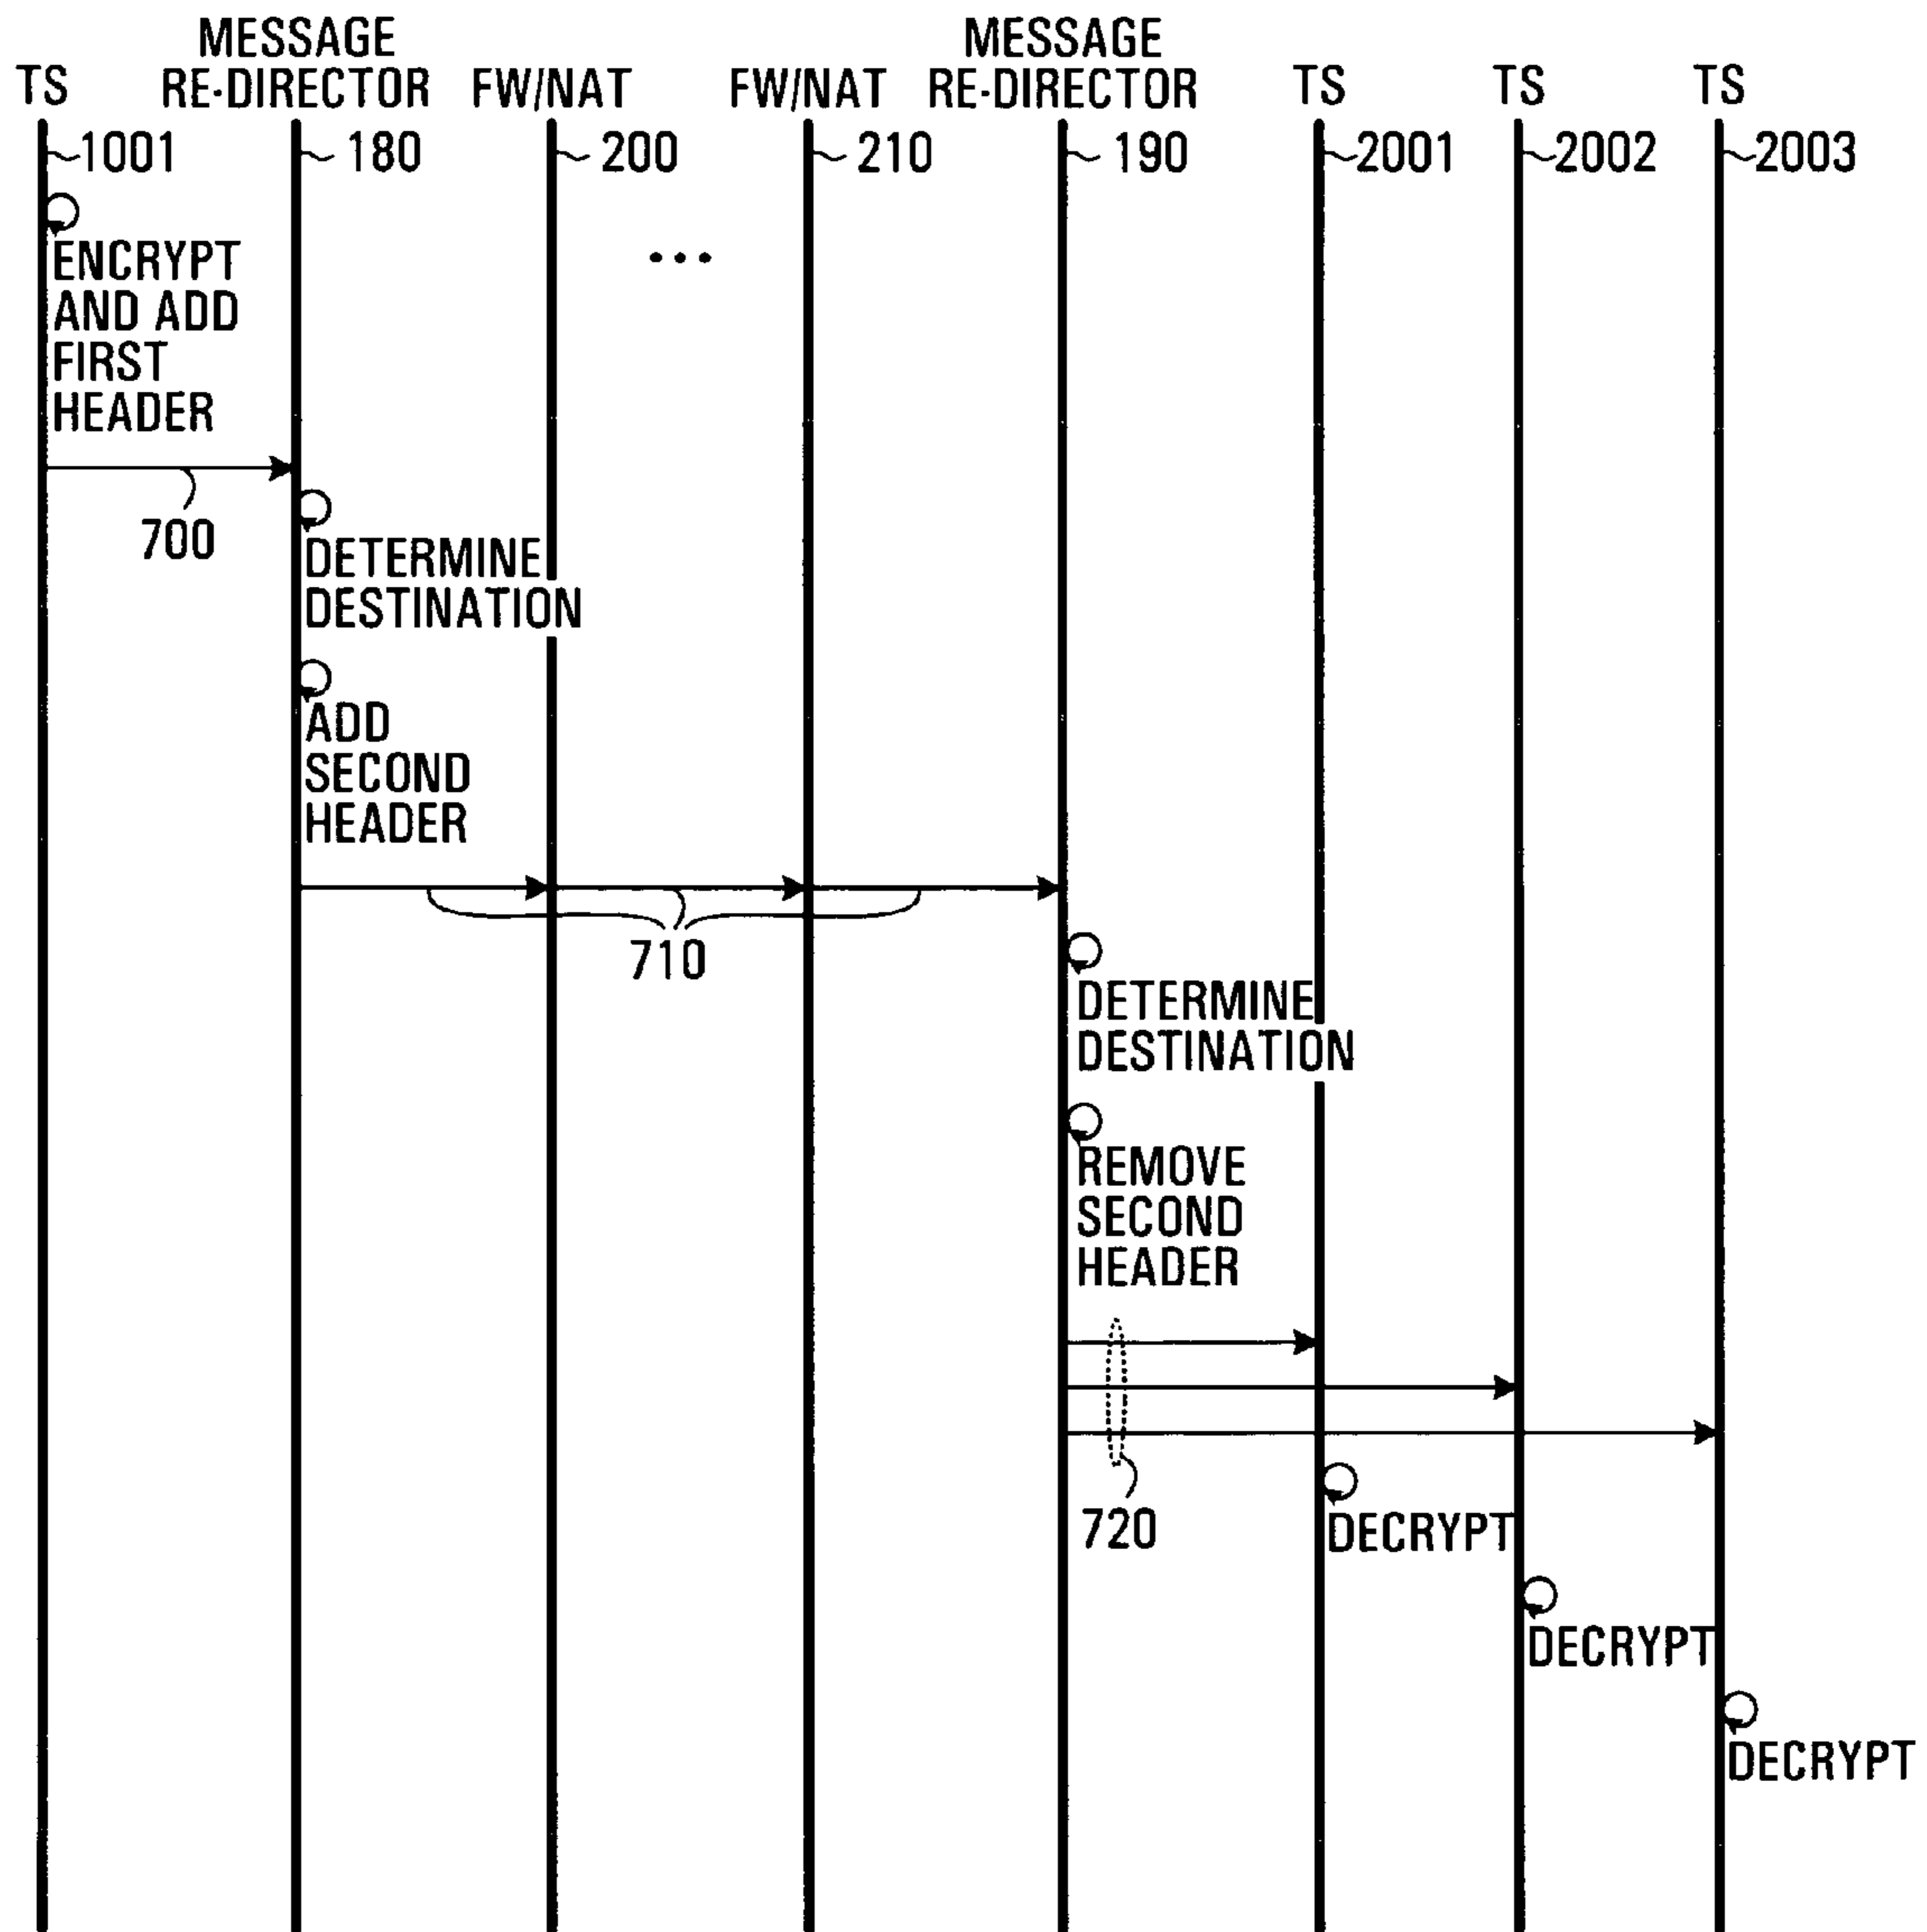 TS
MESSAGE
RE-DIRECTOR
FW/NAT
FW/NAT
MESSAGE
RE-DIRECTOR
TS
TS
TS
1001
180
200
210
190
2001
2002
2003
ENCRYPT
AND ADD
FIRST
HEADER
...
700
DETERMINE
DESTINATION
ADD
SECOND
HEADER
710
DETERMINE
DESTINATION
REMOVE
SECOND
HEADER
720
DECRYPT
DECRYPT
DECRYPT